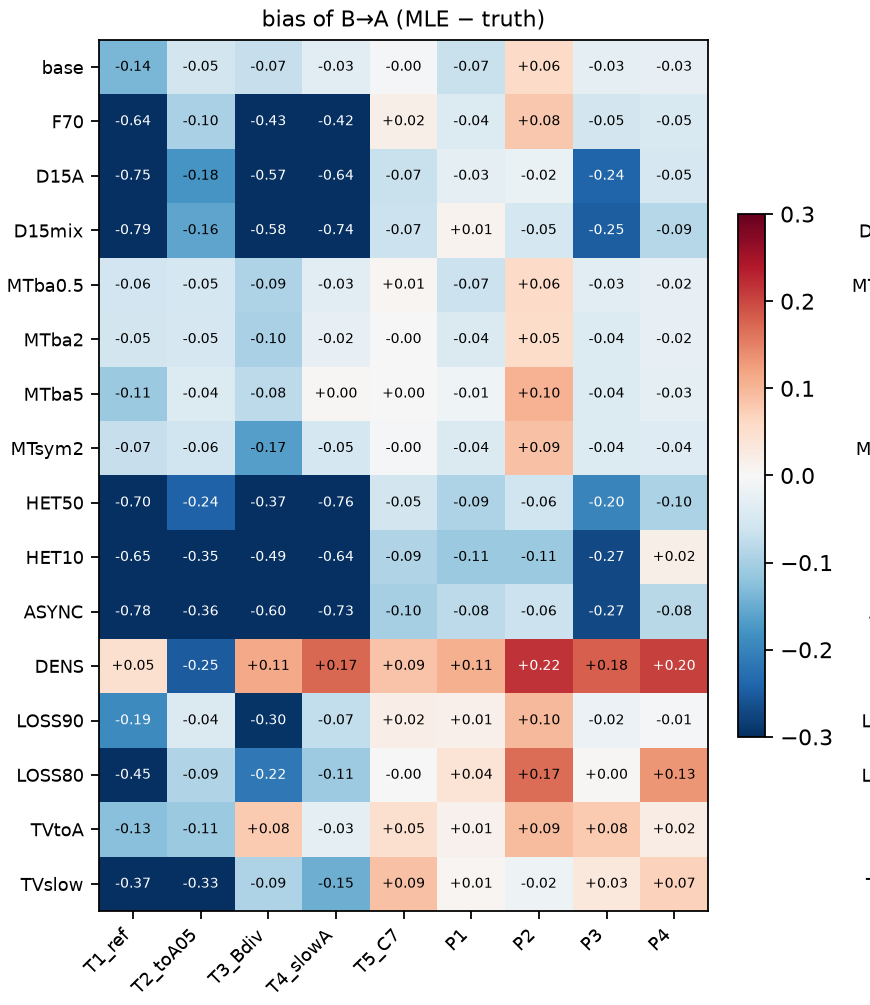 bias of B→A (MLE − truth)
base -0.14 -0.05 -0.07 -0.03 -0.00 -0.07 +0.06 -0.03 -0.03
F70 -0.64 -0.10 -0.43 -0.42 +0.02 -0.04 +0.08 -0.05 -0.05
D15A -0.75 -0.18 -0.57 -0.64 -0.07 -0.03 -0.02 -0.24 -0.05
D15mix -0.79 -0.16 -0.58 -0.74 -0.07 +0.01 -0.05 -0.25 -0.09
MTba0.5 -0.06 -0.05 -0.09 -0.03 +0.01 -0.07 +0.06 -0.03 -0.02
MTba2 -0.05 -0.05 -0.10 -0.02 -0.00 -0.04 +0.05 -0.04 -0.02
MTba5 -0.11 -0.04 -0.08 +0.00 +0.00 -0.01 +0.10 -0.04 -0.03
MTsym2 -0.07 -0.06 -0.17 -0.05 -0.00 -0.04 +0.09 -0.04 -0.04
HET50 -0.70 -0.24 -0.37 -0.76 -0.05 -0.09 -0.06 -0.20 -0.10
HET10 -0.65 -0.35 -0.49 -0.64 -0.09 -0.11 -0.11 -0.27 +0.02
ASYNC -0.78 -0.36 -0.60 -0.73 -0.10 -0.08 -0.06 -0.27 -0.08
DENS +0.05 -0.25 +0.11 +0.17 +0.09 +0.11 +0.22 +0.18 +0.20
LOSS90 -0.19 -0.04 -0.30 -0.07 +0.02 +0.01 +0.10 -0.02 -0.01
LOSS80 -0.45 -0.09 -0.22 -0.11 -0.00 +0.04 +0.17 +0.00 +0.13
TVtoA -0.13 -0.11 +0.08 -0.03 +0.05 +0.01 +0.09 +0.08 +0.02
TVslow -0.37 -0.33 -0.09 -0.15 +0.09 +0.01 -0.02 +0.03 +0.07
T1_ref T2_toA05 T3_Bdiv T4_slowA T5_C7 P1 P2 P3 P4
0.3
0.2
0.1
0.0
−0.1
−0.2
−0.3
D
MT
M
L
L